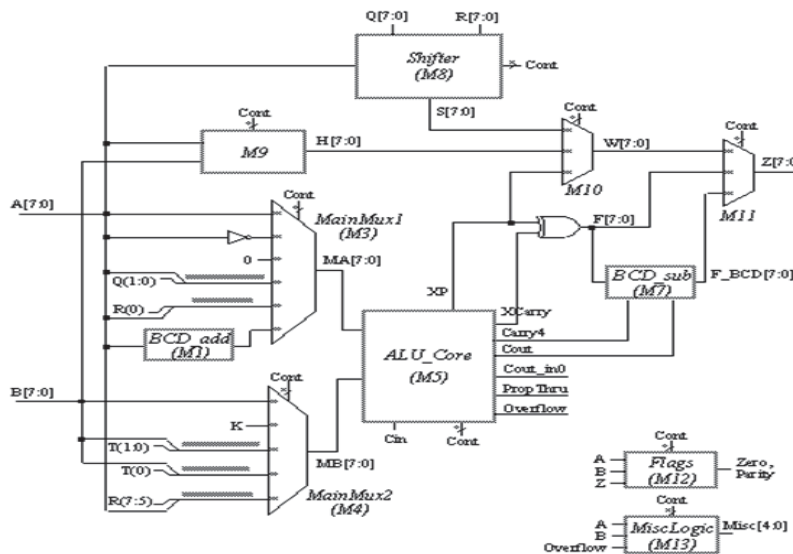 Q[7:0] R[7:0]
Shifter
(M8)
Cont
S[7:0]
Cont
Cont
Cont
H[7:0]
W[7:0]
Z[7:0
M9
M10
M11
A[7:0]
Cont
MainMux1
(M3)
F[7:0]
0
MA[7:0]
Q(1:0)
XP
BCD_sub
(M7)
F_BCD[7:0]
R(0)
XCarry
BCD_add
(M1)
Carry4
ALU_Core
(M5)
Cout
Cout_in0
B[7:0]
Cont
PropThru
Overflow
K
Cin
Cont
T(1:0)
MB[7:0]
T(0)
R(7:5)
MainMux2
(M4)
Cont
A
B
Z
Flags
(M12)
Zero,
Parity
Cont
A
B
Overflow
MiscLogic
(M13)
Misc[4:0]